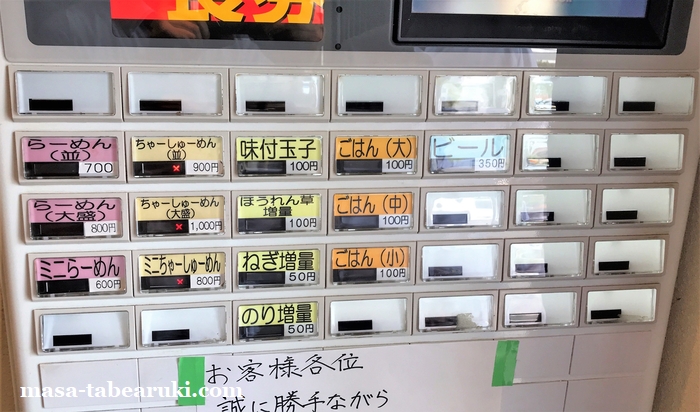 らーめん
(並)
700
ちゃーしゅーめん
(並)
× 900円
味付玉子
100円
ごはん(大)
100円
ビール
350円
らーめん
(大盛)
800円
ちゃーしゅーめん
(大盛)
× 1,000円
ほうれん草
増量
100円
ごはん(中)
100円
ミニらーめん
600円
ミニちゃーしゅーめん
× 800円
ねぎ増量
50円
ごはん(小)
100円
のり増量
50円
お客様各位
誠に勝手ながら
masa-tabearuki.com